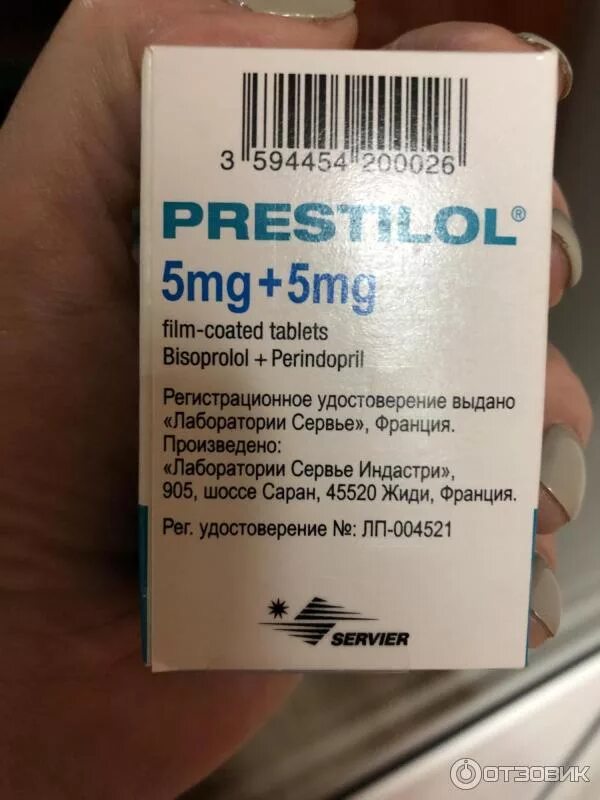 3 594454 200026
PRESTILOL®
5mg+5mg
film-coated tablets
Bisoprolol + Perindopril
Регистрационное удостоверение выдано
«Лаборатории Сервье», Франция.
Произведено:
«Лаборатории Сервье Индастри»,
905, шоссе Саран, 45520 Жиди, Франция.
Рег. удостоверение №: ЛП-004521
SERVIER
ОТЗОВИК